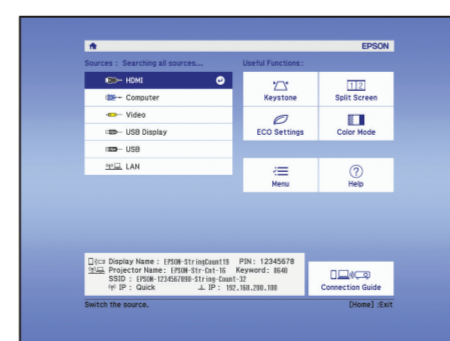 EPSON
Sources : Searching all sources...
Useful Functions :
HDMI
Computer
Video
USB Display
USB
LAN
Keystone
1 2
Split Screen
ECO Settings
Color Mode
Menu
?
Help
Display Name : EPSON-StringCount19 PIN: 12345678
Projector Name: EPSON-Str-Cnt-16 Keyword: 8640
SSID : EPSON-1234567890-String-Count-32
IP : Quick IP : 192.168.200.100
Connection Guide
Switch the source.
[Home] :Exit